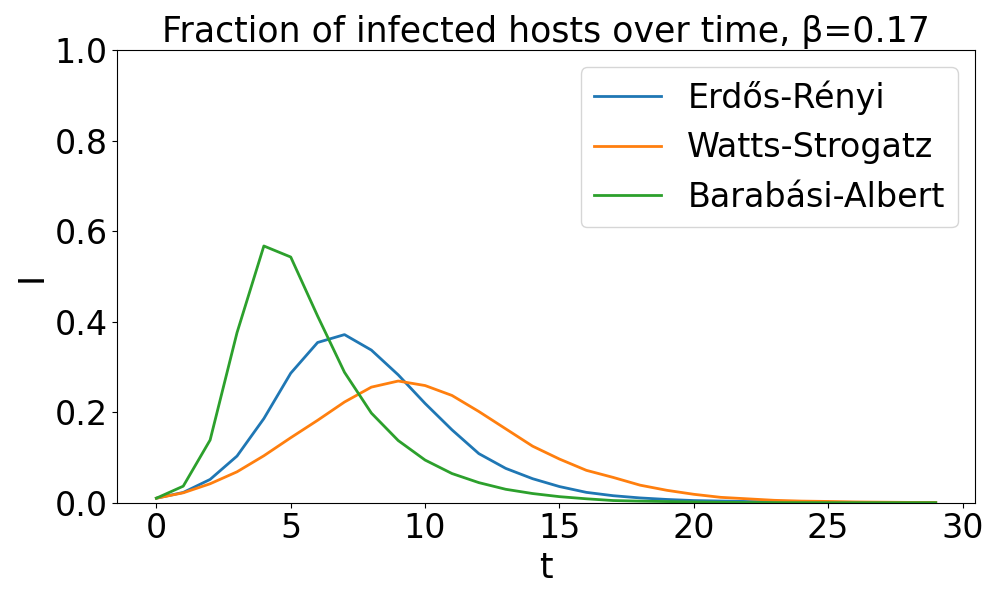 Fraction of infected hosts over time, β=0.17
1.0
0.8
0.6
0.4
0.2
0.0
I
Erdős-Rényi
Watts-Strogatz
Barabási-Albert
0 5 10 15 20 25 30
t